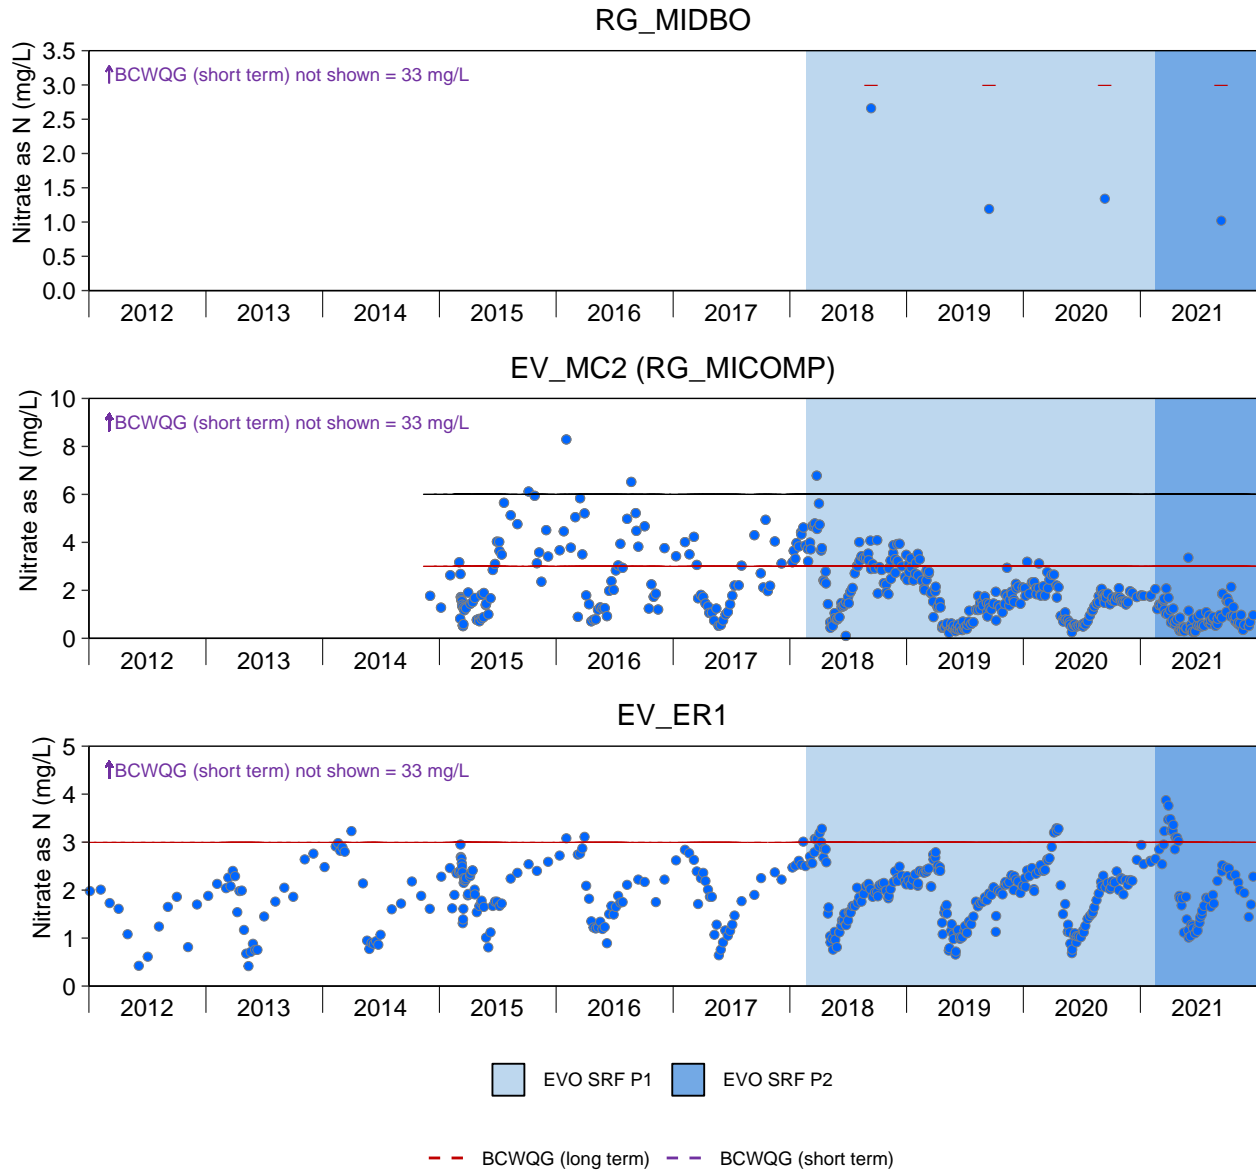 RG_MIDBO
Nitrate as N (mg/L)
3.5
3.0
2.5
2.0
1.5
1.0
0.5
0.0
↑BCWQG (short term) not shown = 33 mg/L
2012 2013 2014 2015 2016 2017 2018 2019 2020 2021
EV_MC2 (RG_MICOMP)
Nitrate as N (mg/L)
10
8
6
4
2
0
↑BCWQG (short term) not shown = 33 mg/L
2012 2013 2014 2015 2016 2017 2018 2019 2020 2021
EV_ER1
Nitrate as N (mg/L)
5
4
3
2
1
0
↑BCWQG (short term) not shown = 33 mg/L
2012 2013 2014 2015 2016 2017 2018 2019 2020 2021
EVO SRF P1 EVO SRF P2
BCWQG (long term) BCWQG (short term)